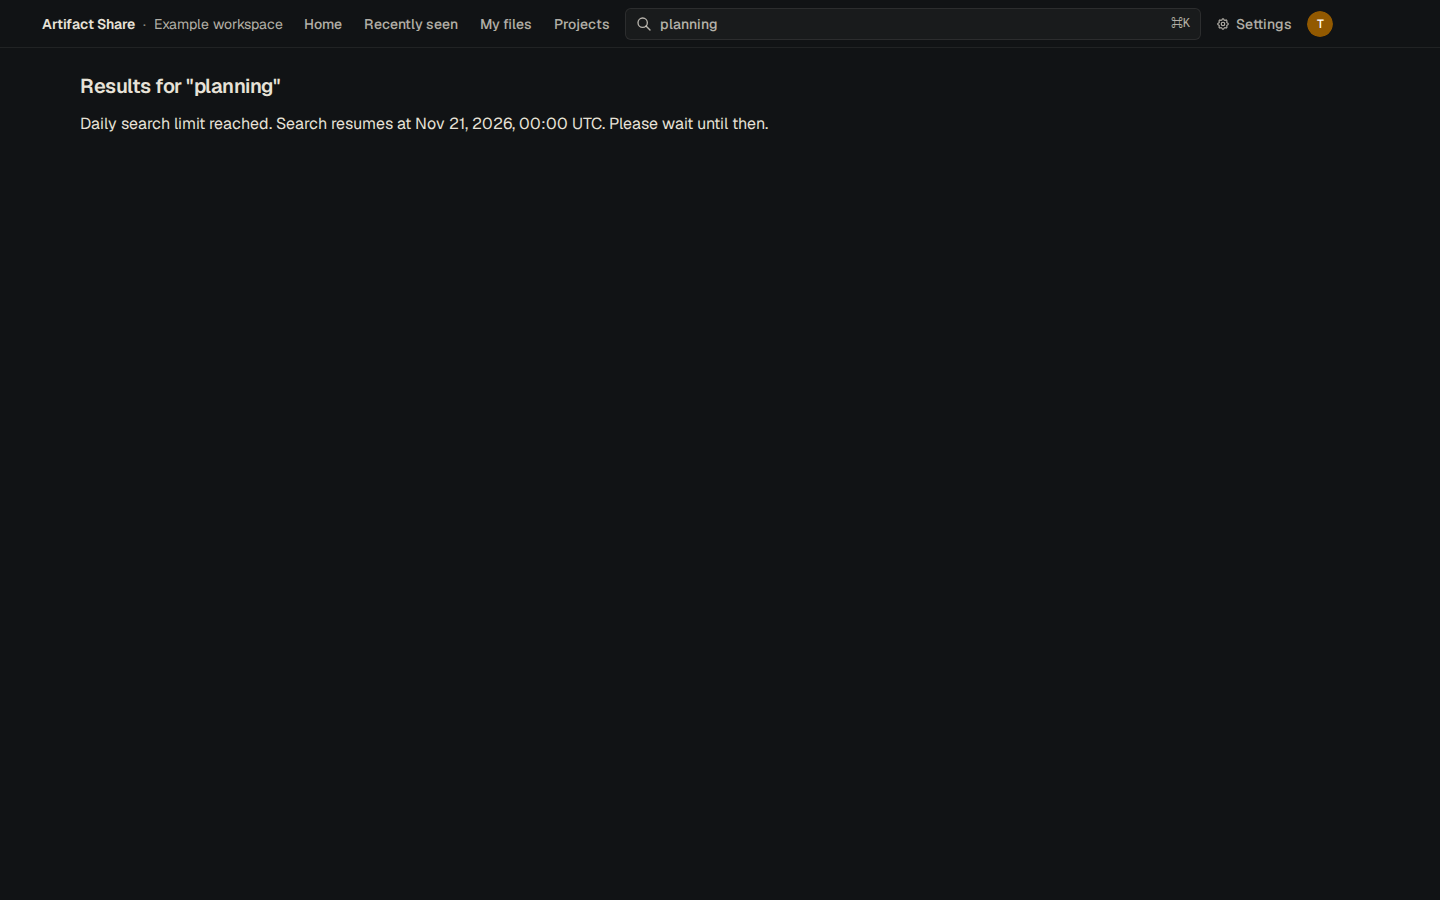 Artifact Share · Example workspace Home Recently seen My files Projects planning ⌘K Settings T
Results for "planning"
Daily search limit reached. Search resumes at Nov 21, 2026, 00:00 UTC. Please wait until then.